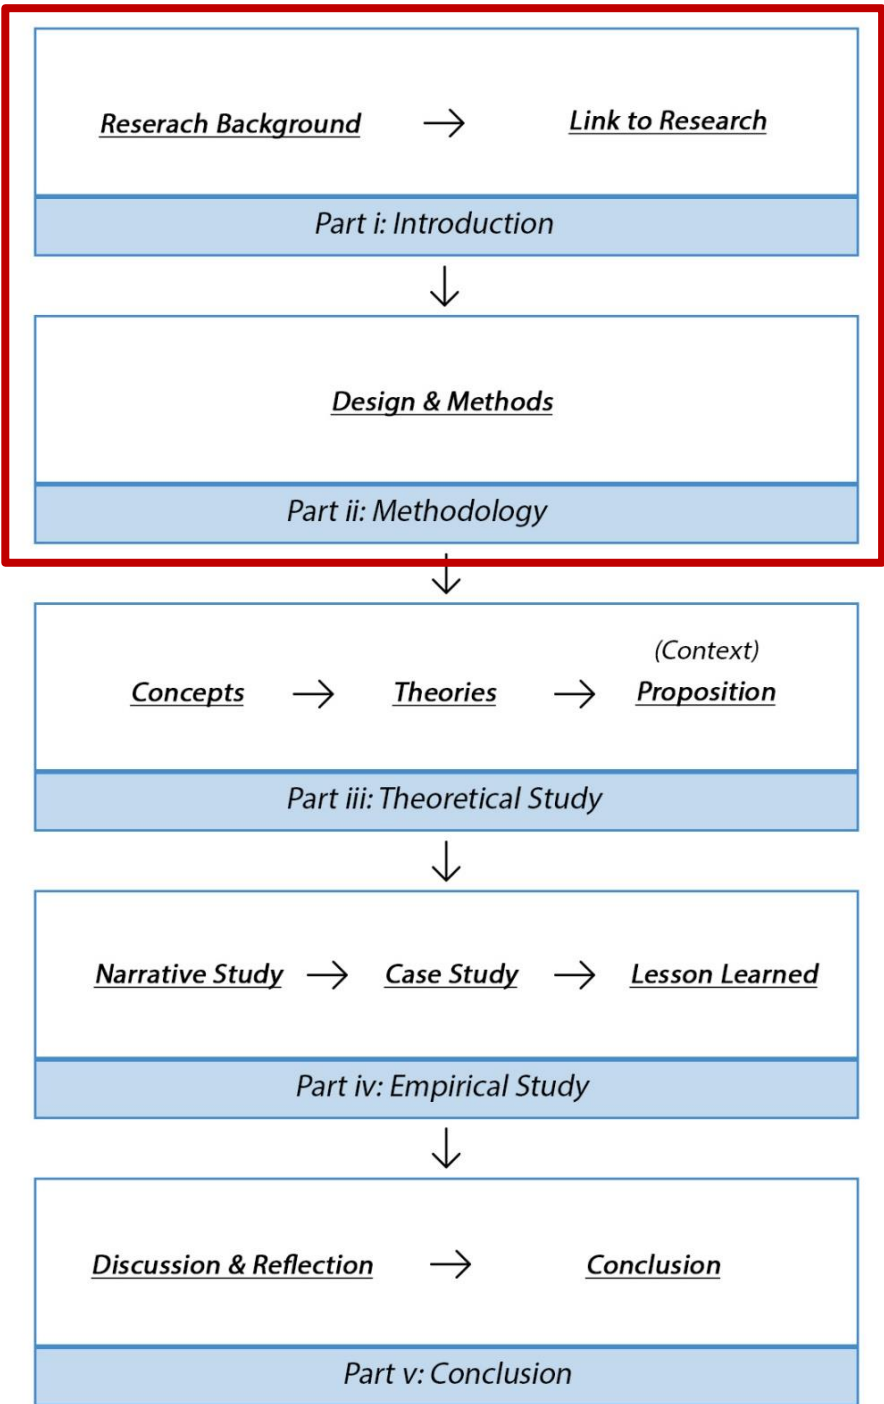 Reserach Background → Link to Research
Part i: Introduction
Design & Methods
Part ii: Methodology
(Context)
Concepts → Theories → Proposition
Part iii: Theoretical Study
Narrative Study → Case Study → Lesson Learned
Part iv: Empirical Study
Discussion & Reflection → Conclusion
Part v: Conclusion